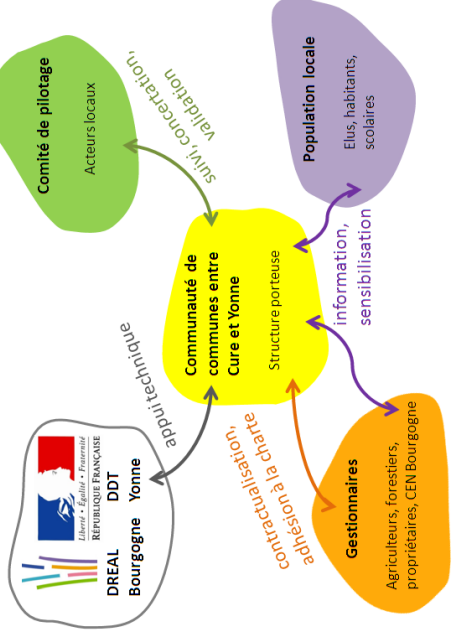 Liberté • Égalité • Fraternité
RÉPUBLIQUE FRANÇAISE
DREAL
Bourgogne
DDT
Yonne
appui technique
Comité de pilotage
Acteurs locaux
suivi, concertation,
validation
Communauté de
communes entre
Cure et Yonne
Structure porteuse
contractualisation,
adhésion à la charte
information,
sensibilisation
Gestionnaires
Agriculteurs, forestiers,
propriétaires, CEN Bourgogne
Population locale
Elus, habitants,
scolaires